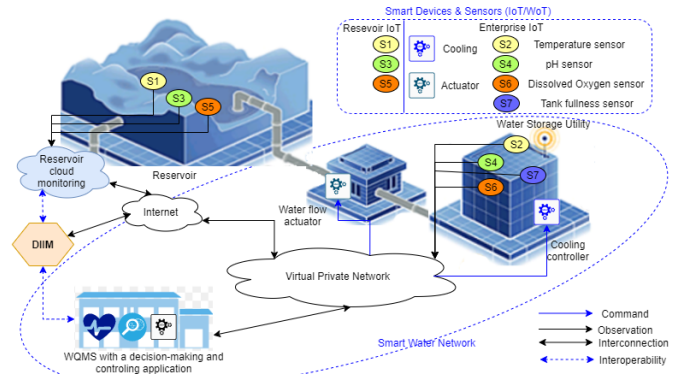 Smart Devices & Sensors (IoT/WoT)
Resevoir IoT
Enterprise IoT
S1
Cooling
S2
Temperature sensor
S3
S4
pH sensor
S5
Actuator
S6
Dissolved Oxygen sensor
S7
Tank fullness sensor
S1
S3
S5
Water Storage Utility
S2
S4
S7
S6
Reservoir
cloud
monitoring
Reservoir
Internet
Water flow
actuator
Cooling
controller
DIIM
Virtual Private Network
Command
Observation
Interconnection
Interoperability
Smart Water Network
WQMS with a decision-making and
controling application